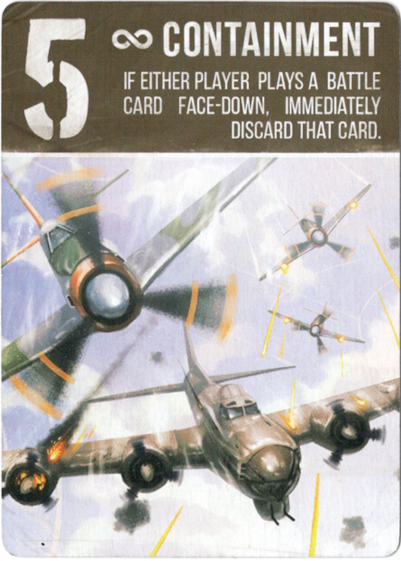 5 ∞ CONTAINMENT
IF EITHER PLAYER PLAYS A BATTLE
CARD FACE-DOWN, IMMEDIATELY
DISCARD THAT CARD.